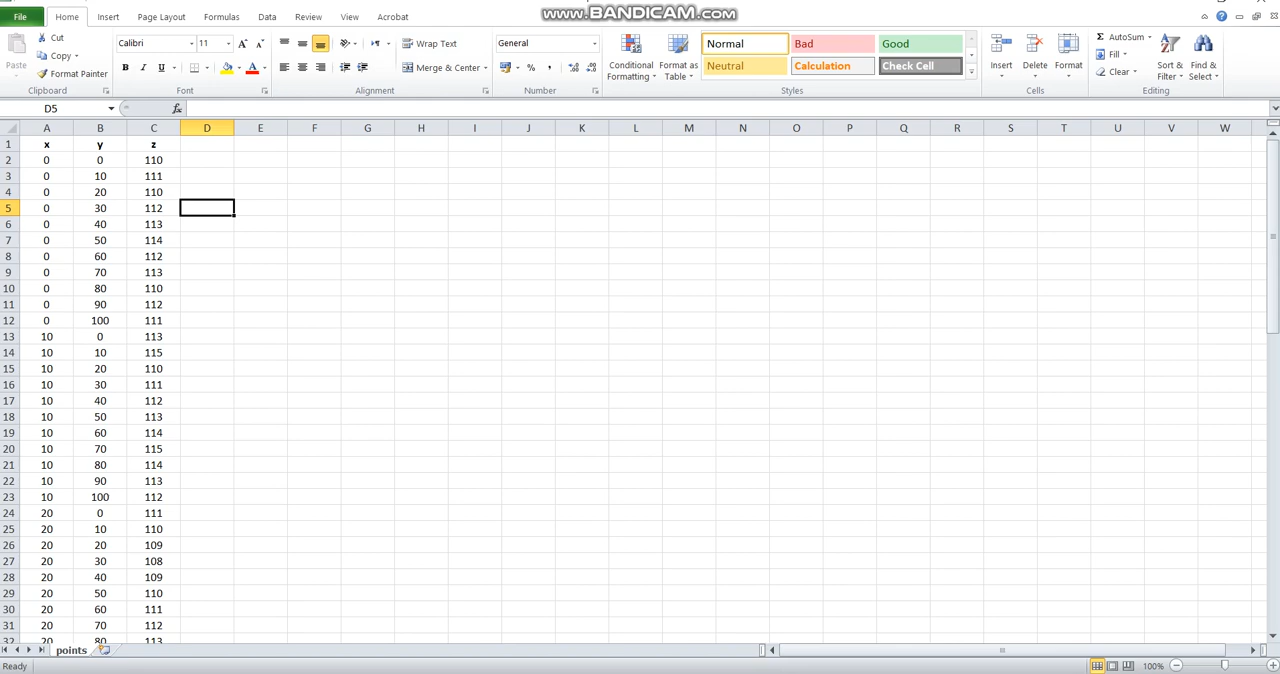 www.BANDICAM.com
File Home Insert Page Layout Formulas Data Review View Acrobat
Cut
Copy
Format Painter
Paste
Clipboard
Calibri 11
B I U
Font
Wrap Text
Merge & Center
Alignment
General
%
Number
Conditional Formatting
Format as Table
Normal Bad Good
Neutral Calculation Check Cell
Styles
Insert Delete Format
Cells
AutoSum
Fill
Clear
Sort & Filter
Find & Select
Editing
D5 fx
A B C D E F G H I J K L M N O P Q R S T U V W
1 x y z
2 0 0 110
3 0 10 111
4 0 20 110
5 0 30 112
6 0 40 113
7 0 50 114
8 0 60 112
9 0 70 113
10 0 80 110
11 0 90 112
12 0 100 111
13 10 0 113
14 10 10 115
15 10 20 110
16 10 30 111
17 10 40 112
18 10 50 113
19 10 60 114
20 10 70 115
21 10 80 114
22 10 90 113
23 10 100 112
24 20 0 111
25 20 10 110
26 20 20 109
27 20 30 108
28 20 40 109
29 20 50 110
30 20 60 111
31 20 70 112
32 20 80 113
points
Ready 100%